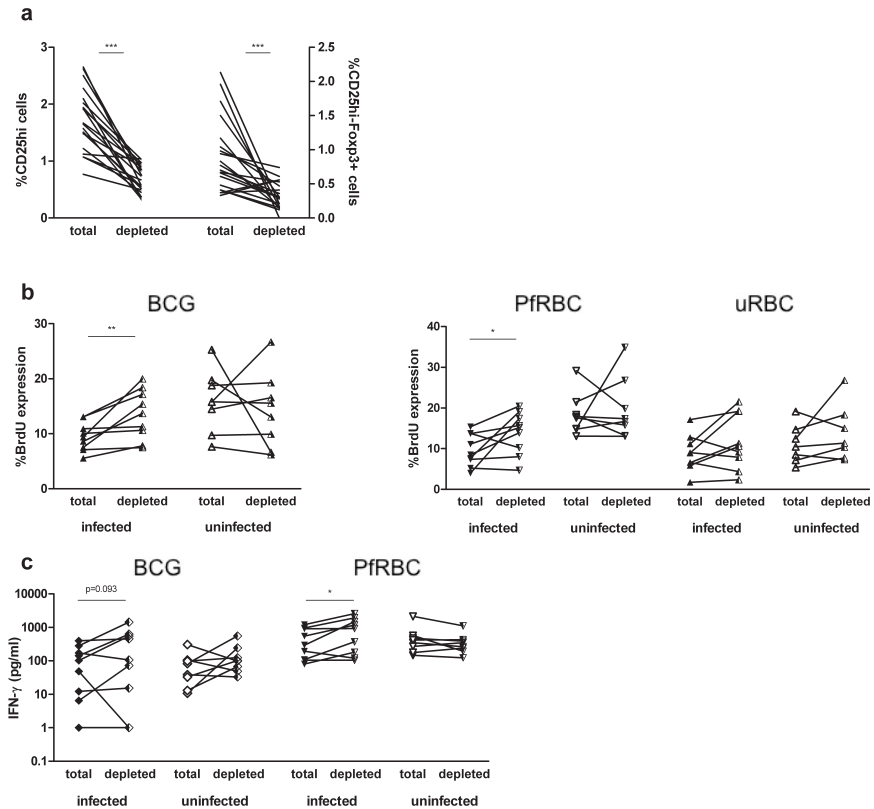 a
*** ***
3 2.5
2.0
2
1.5
1.0
1
0.5
0 0.0
%CD25hi cells
%CD25hi-Foxp3+ cells
total depleted total depleted
b
BCG PfRBC uRBC
30
20
10
0
%BrdU expression
**
total depleted total depleted
infected uninfected
40
30
20
10
0
%BrdU expression
*
total depleted total depleted total depleted total depleted
infected uninfected infected uninfected
c
BCG PfRBC
p=0.093 *
10000
1000
100
10
1
0.1
IFN-γ (pg/ml)
total depleted total depleted total depleted total depleted
infected uninfected infected uninfected